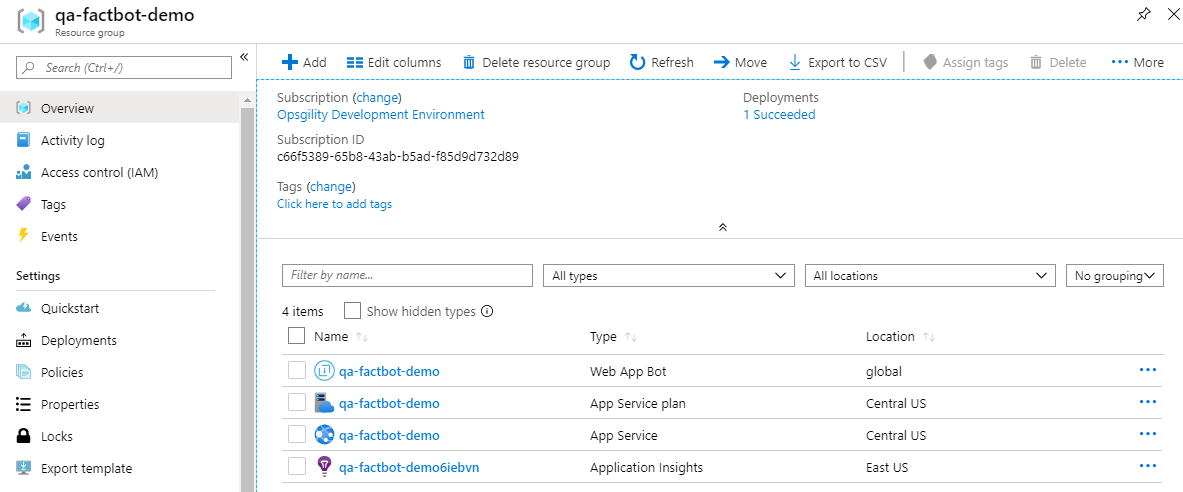 qa-factbot-demo
Resource group
Search (Ctrl+/)
Overview
Activity log
Access control (IAM)
Tags
Events
Settings
Quickstart
Deployments
Policies
Properties
Locks
Export template
Add Edit columns Delete resource group Refresh Move Export to CSV Assign tags Delete More
Subscription (change) Deployments
Opsgility Development Environment 1 Succeeded
Subscription ID
c66f5389-65b8-43ab-b5ad-f85d9d732d89
Tags (change)
Click here to add tags
Filter by name... All types All locations No grouping
4 items Show hidden types
Name Type Location
qa-factbot-demo Web App Bot global
qa-factbot-demo App Service plan Central US
qa-factbot-demo App Service Central US
qa-factbot-demo6iebvn Application Insights East US